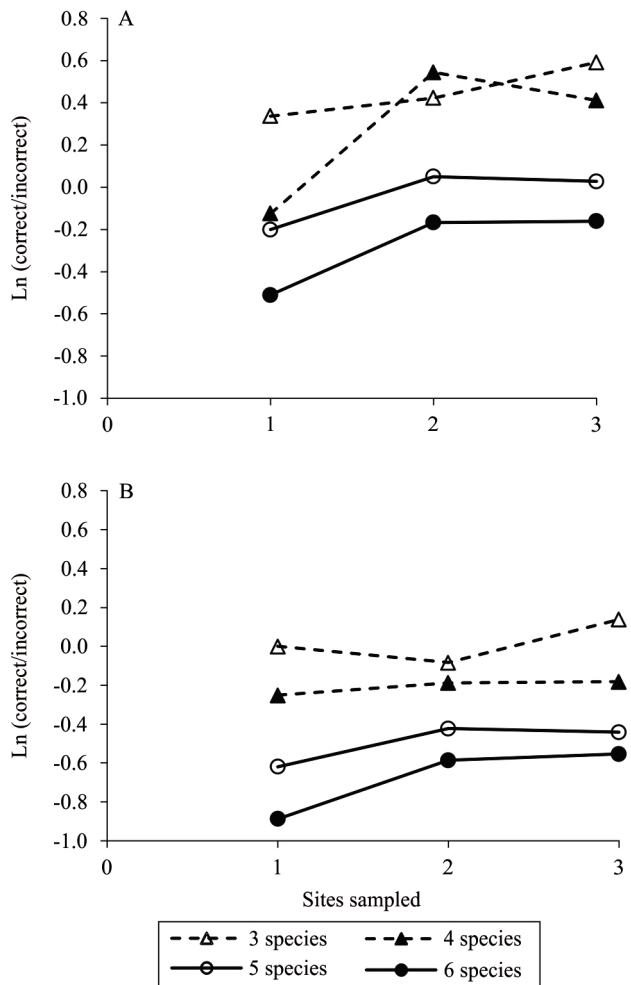 A
0.8
0.6
0.4
0.2
0.0
-0.2
-0.4
-0.6
-0.8
-1.0
Ln (correct/incorrect)
0 1 2 3
B
0.8
0.6
0.4
0.2
0.0
-0.2
-0.4
-0.6
-0.8
-1.0
Ln (correct/incorrect)
0 1 2 3
Sites sampled
3 species 4 species
5 species 6 species